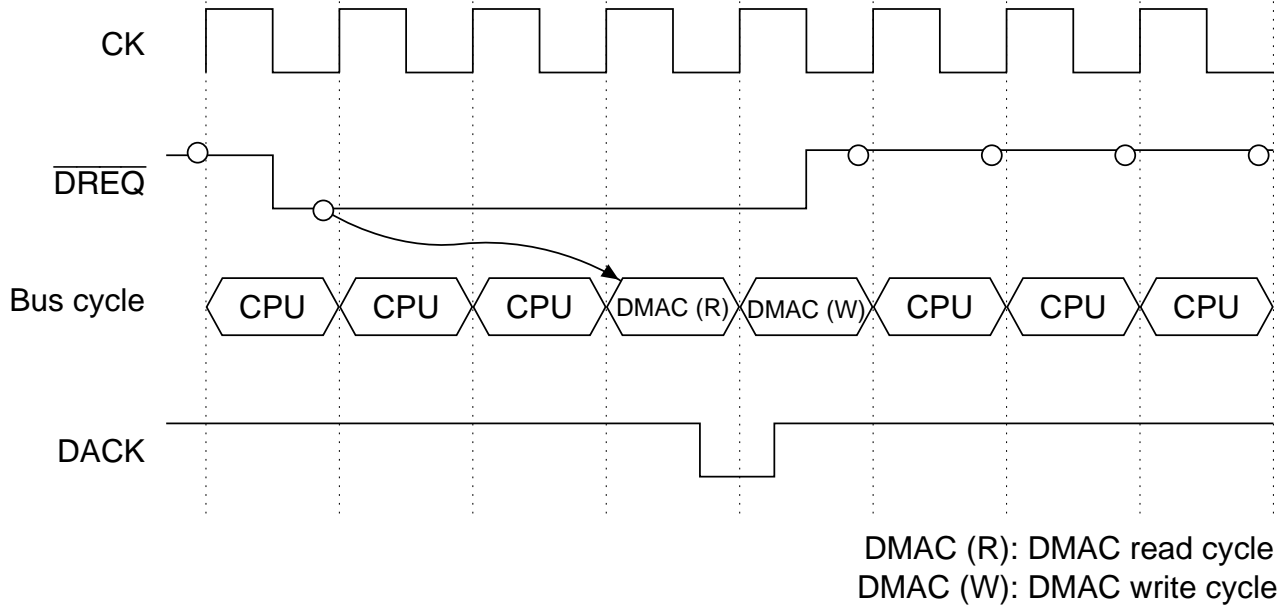 CK
DREQ
Bus cycle CPU CPU CPU DMAC (R) DMAC (W) CPU CPU CPU
DACK
DMAC (R): DMAC read cycle
DMAC (W): DMAC write cycle